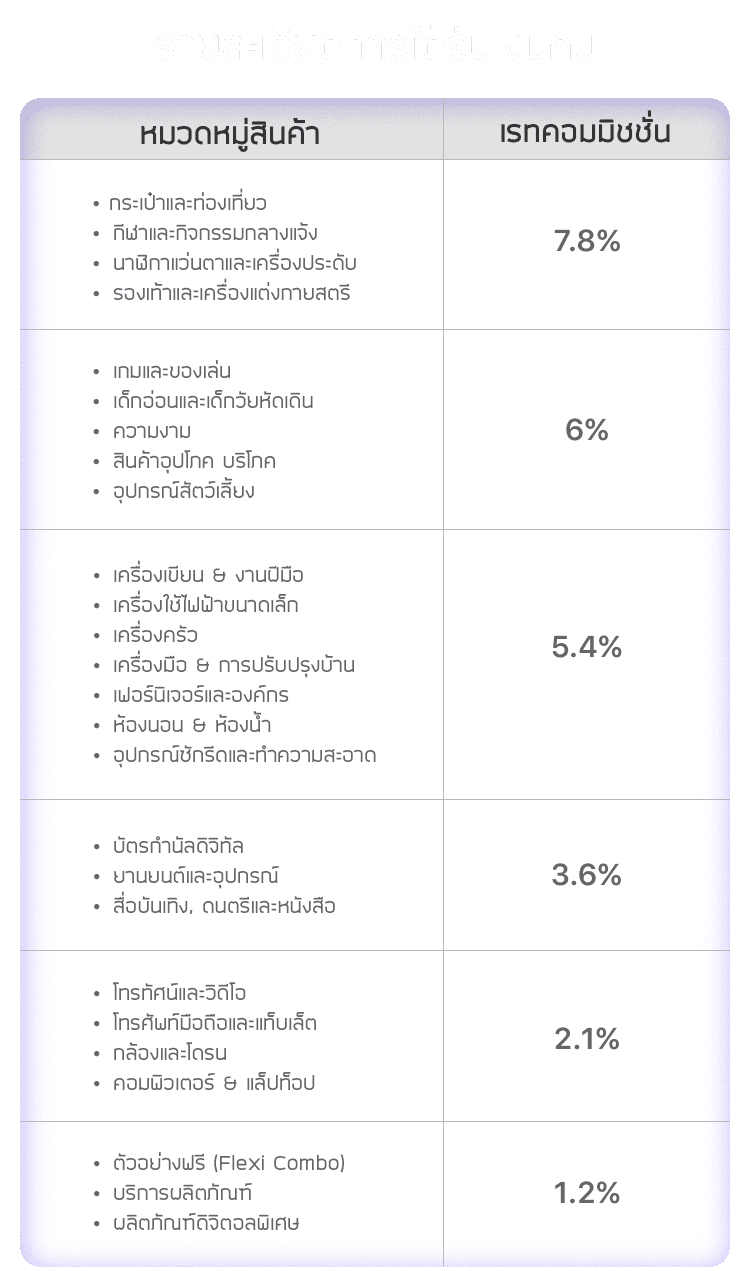 หมวดหมู่สินค้า
เรทคอมมิชชั่น
• กระเป๋าและท่องเที่ยว
• กีฬาและกิจกรรมกลางแจ้ง
• นาฬิกาแว่นตาและเครื่องประดับ
• รองเท้าและเครื่องแต่งกายสตรี
7.8%
• เกมและของเล่น
• เด็กอ่อนและเด็กวัยหัดเดิน
• ความงาม
• สินค้าอุปโภค บริโภค
• อุปกรณ์สัตว์เลี้ยง
6%
• เครื่องเขียน & งานฝีมือ
• เครื่องใช้ไฟฟ้าขนาดเล็ก
• เครื่องครัว
• เครื่องมือ & การปรับปรุงบ้าน
• เฟอร์นิเจอร์และองค์กร
• ห้องนอน & ห้องน้ำ
• อุปกรณ์ซักรีดและทำความสะอาด
5.4%
• บัตรกำนัลดิจิทัล
• ยานยนต์และอุปกรณ์
• สื่อบันเทิง, ดนตรีและหนังสือ
3.6%
• โทรทัศน์และวิดีโอ
• โทรศัพท์มือถือและแท็บเล็ต
• กล้องและโดรน
• คอมพิวเตอร์ & แล็ปท็อป
2.1%
• ตัวอย่างฟรี (Flexi Combo)
• บริการผลิตภัณฑ์
• ผลิตภัณฑ์ดิจิตอลพิเศษ
1.2%